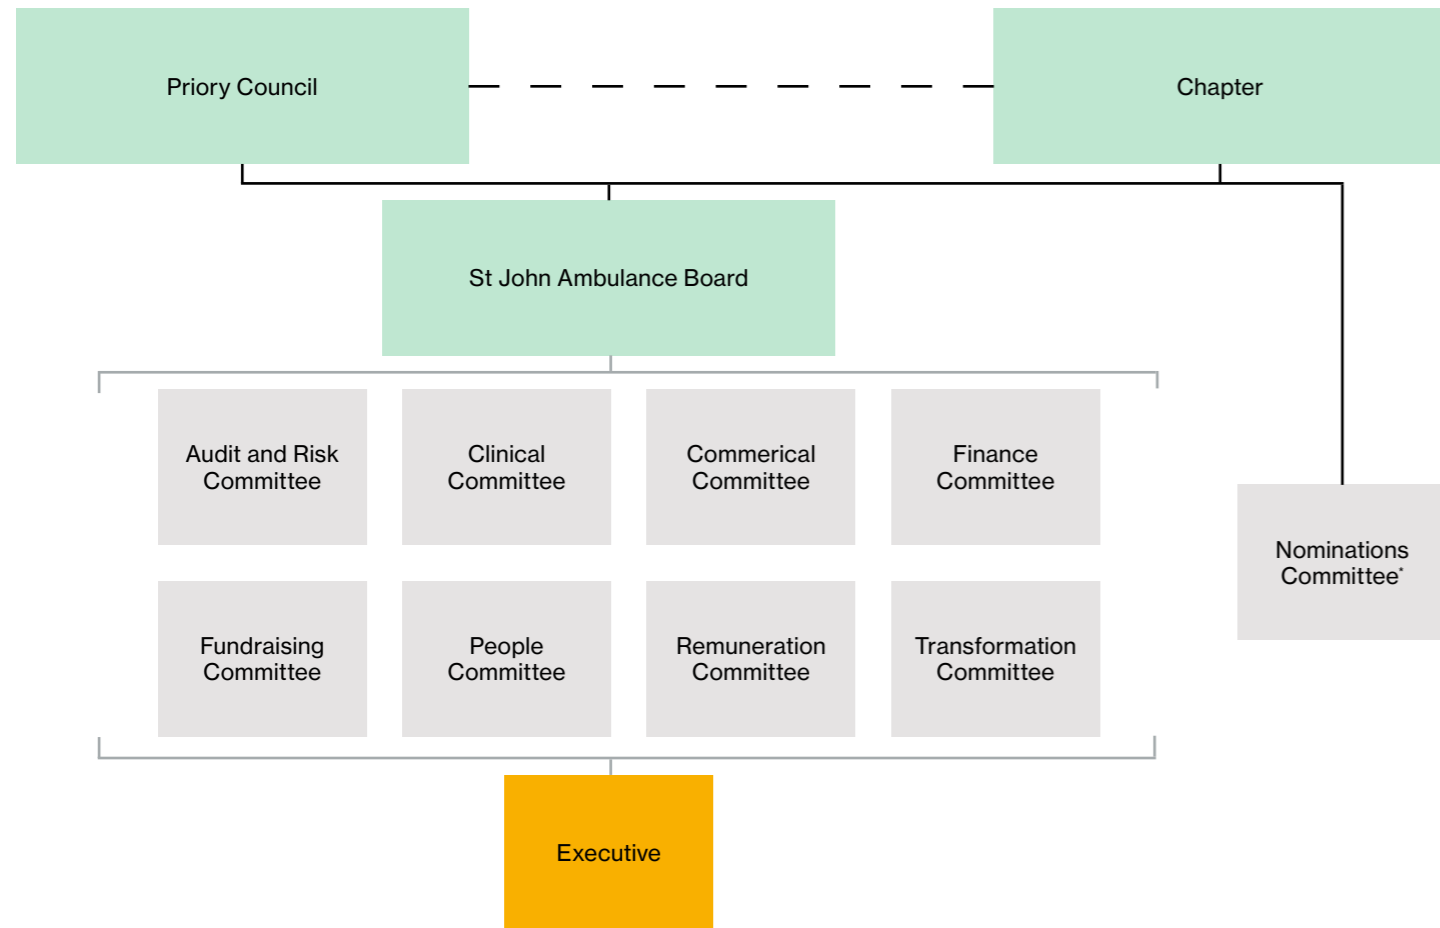 Priory Council
Chapter
St John Ambulance Board
Audit and Risk
Committee
Clinical
Committee
Commerical
Committee
Finance
Committee
Nominations
Committee*
Fundraising
Committee
People
Committee
Remuneration
Committee
Transformation
Committee
Executive